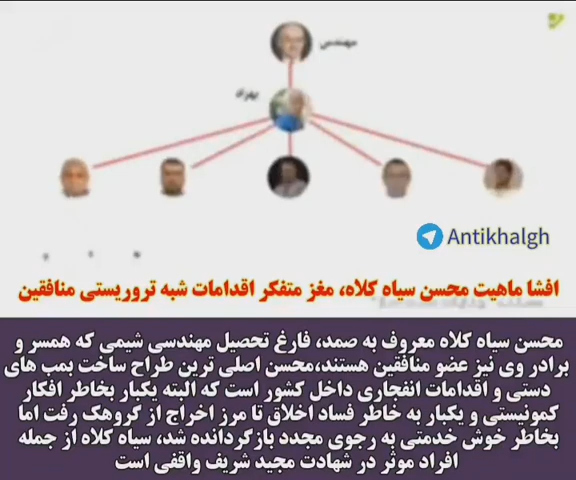 مهندس
بهزاد
Antikhalgh
افشا ماهیت محسن سیاه کلاه، مغز متفکر اقدامات شبه تروریستی منافقین
محسن سیاه کلاه معروف به صمد، فارغ تحصیل مهندسی شیمی که همسر و
برادر وی نیز عضو منافقین هستند،محسن اصلی ترین طراح ساخت بمب های
دستی و اقدامات انفجاری داخل کشور است که البته یکبار بخاطر افکار
کمونیستی و یکبار به خاطر فساد اخلاق تا مرز اخراج از گروهک رفت اما
بخاطر خوش خدمتی به رجوی مجدد بازگردانده شد، سیاه کلاه از جمله
افراد موثر در شهادت مجید شریف واقفی است